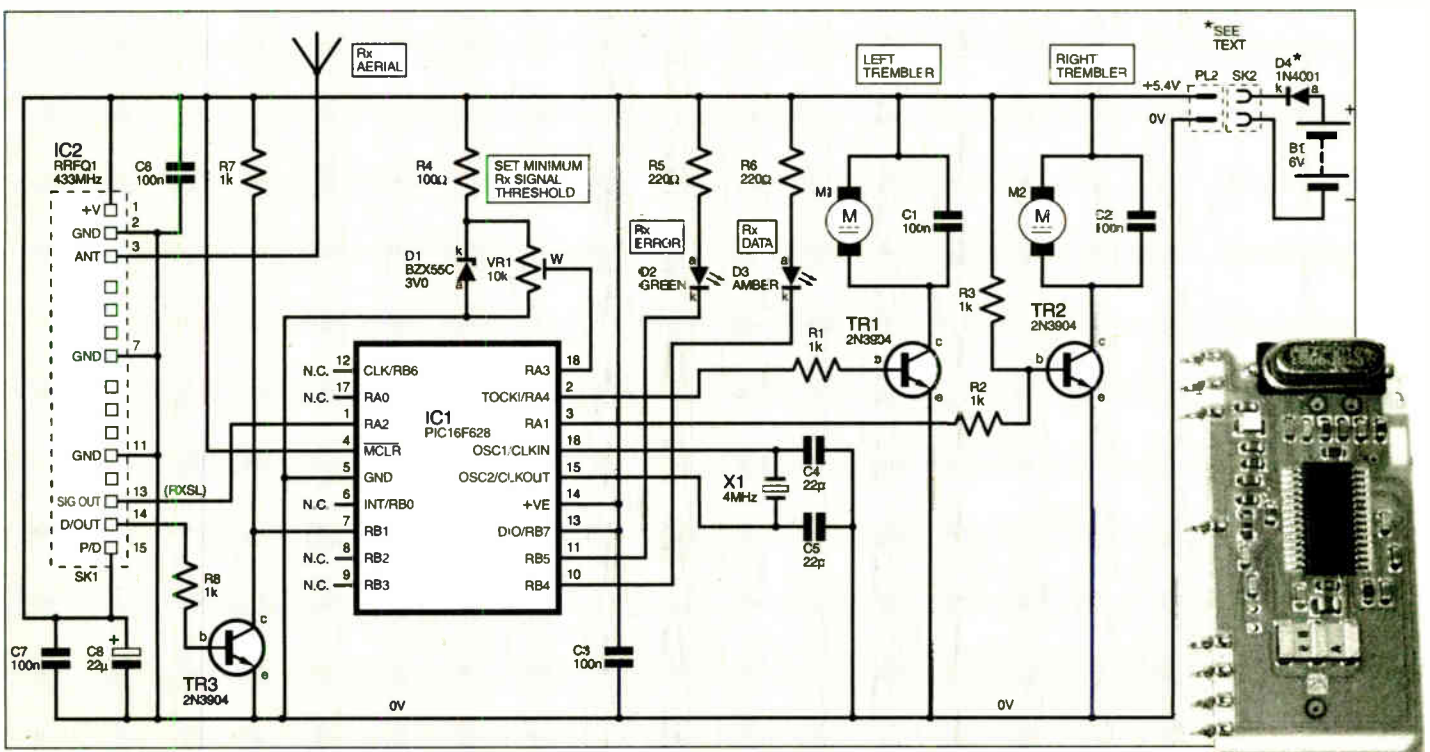 *SEE
TEXT
Rx
AERIAL
LEFT
TREMBLER
RIGHT
TREMBLER
PL2 SK2
D4*
1N4001
k a
+5.4V
0V
+
B1
6V
-
IC2
RRFQ1
433MHz
C6
100n
R7
1k
R4
100Ω
SET MINIMUM
Rx SIGNAL
THRESHOLD
R5
220Ω
R6
220Ω
M1
M
C1
100n
M2
M
C2
100n
+V 1
GND 2
ANT 3
GND 7
GND 11
SIG OUT 13 (RXSL)
D/OUT 14
P/D 15
SK1
D1
BZX55C
3V0
k
a
VR1
10k
W
Rx
ERROR
Rx
DATA
a
D2
GREEN
k
a
D3
AMBER
k
R3
1k
TR1
2N3904
c
e
TR2
2N3904
b
c
e
R1
1k
R2
1k
IC1
PIC16F628
N.C. 12 CLK/RB6
N.C. 17 RA0
1 RA2
4 MCLR
5 GND
N.C. 6 INT/RB0
7 RB1
N.C. 8 RB2
N.C. 9 RB3
RA3 18
TOCKI/RA4 2
RA1 3
OSC1/CLKIN 18
OSC2/CLKOUT 15
+VE 14
DIO/RB7 13
RB5 11
RB4 10
X1
4MHz
C4
22p
C5
22p
R8
1k
C7
100n
+
C8
22µ
b
c
e
TR3
2N3904
C3
100n
0V
0V